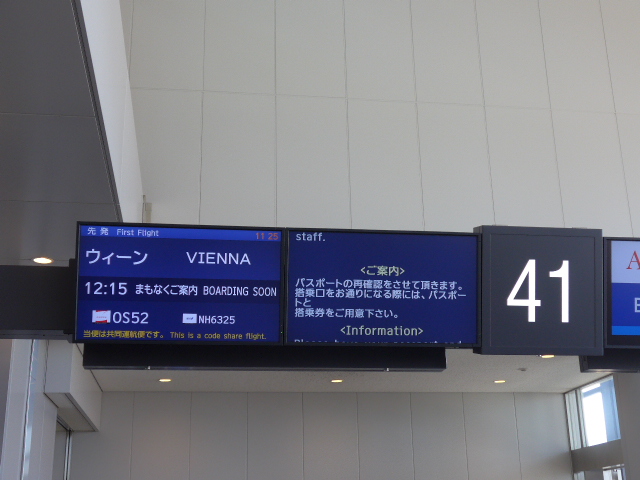 先発 First Flight 11 25
ウィーン VIENNA
12:15 まもなくご案内 BOARDING SOON
OS52 NH6325
当便は共同運航便です。 This is a code share flight.
staff.
<ご案内>
パスポートの再確認をさせて頂きます。
搭乗口をお通りになる際には、パスポー
トと
搭乗券をご用意下さい。
<Information>
41
A